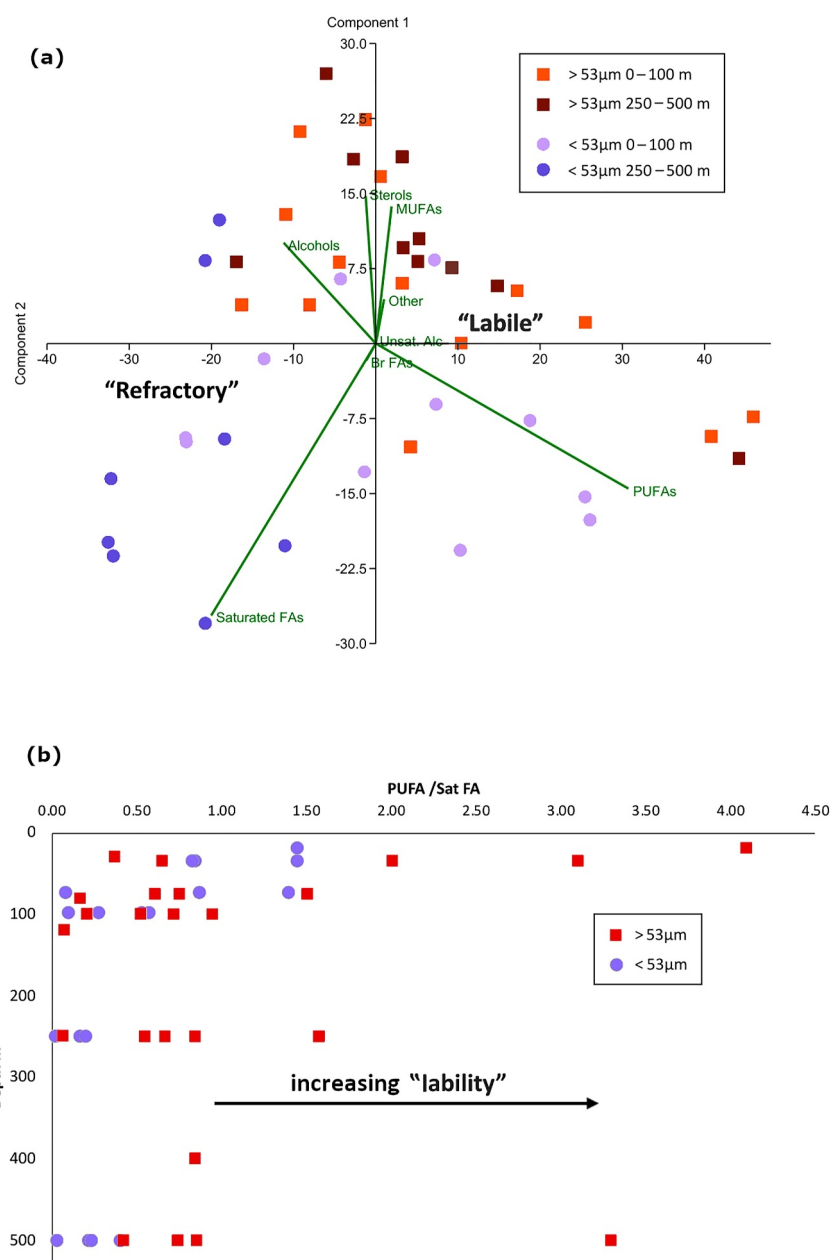 (a)
Component 1
30.0
22.5
15.0
7.5
-7.5
-15.0
-22.5
-30.0
Component 2
-40
-30
-20
-10
10
20
30
40
> 53µm 0–100 m
> 53µm 250–500 m
< 53µm 0–100 m
< 53µm 250–500 m
Sterols
MUFAs
Alcohols
Other
"Labile"
Unsat. Alc
Br FAs
"Refractory"
PUFAs
Saturated FAs
(b)
PUFA /Sat FA
0.00 0.50 1.00 1.50 2.00 2.50 3.00 3.50 4.00 4.50
0
100
200
300
400
500
> 53µm
< 53µm
increasing "lability"